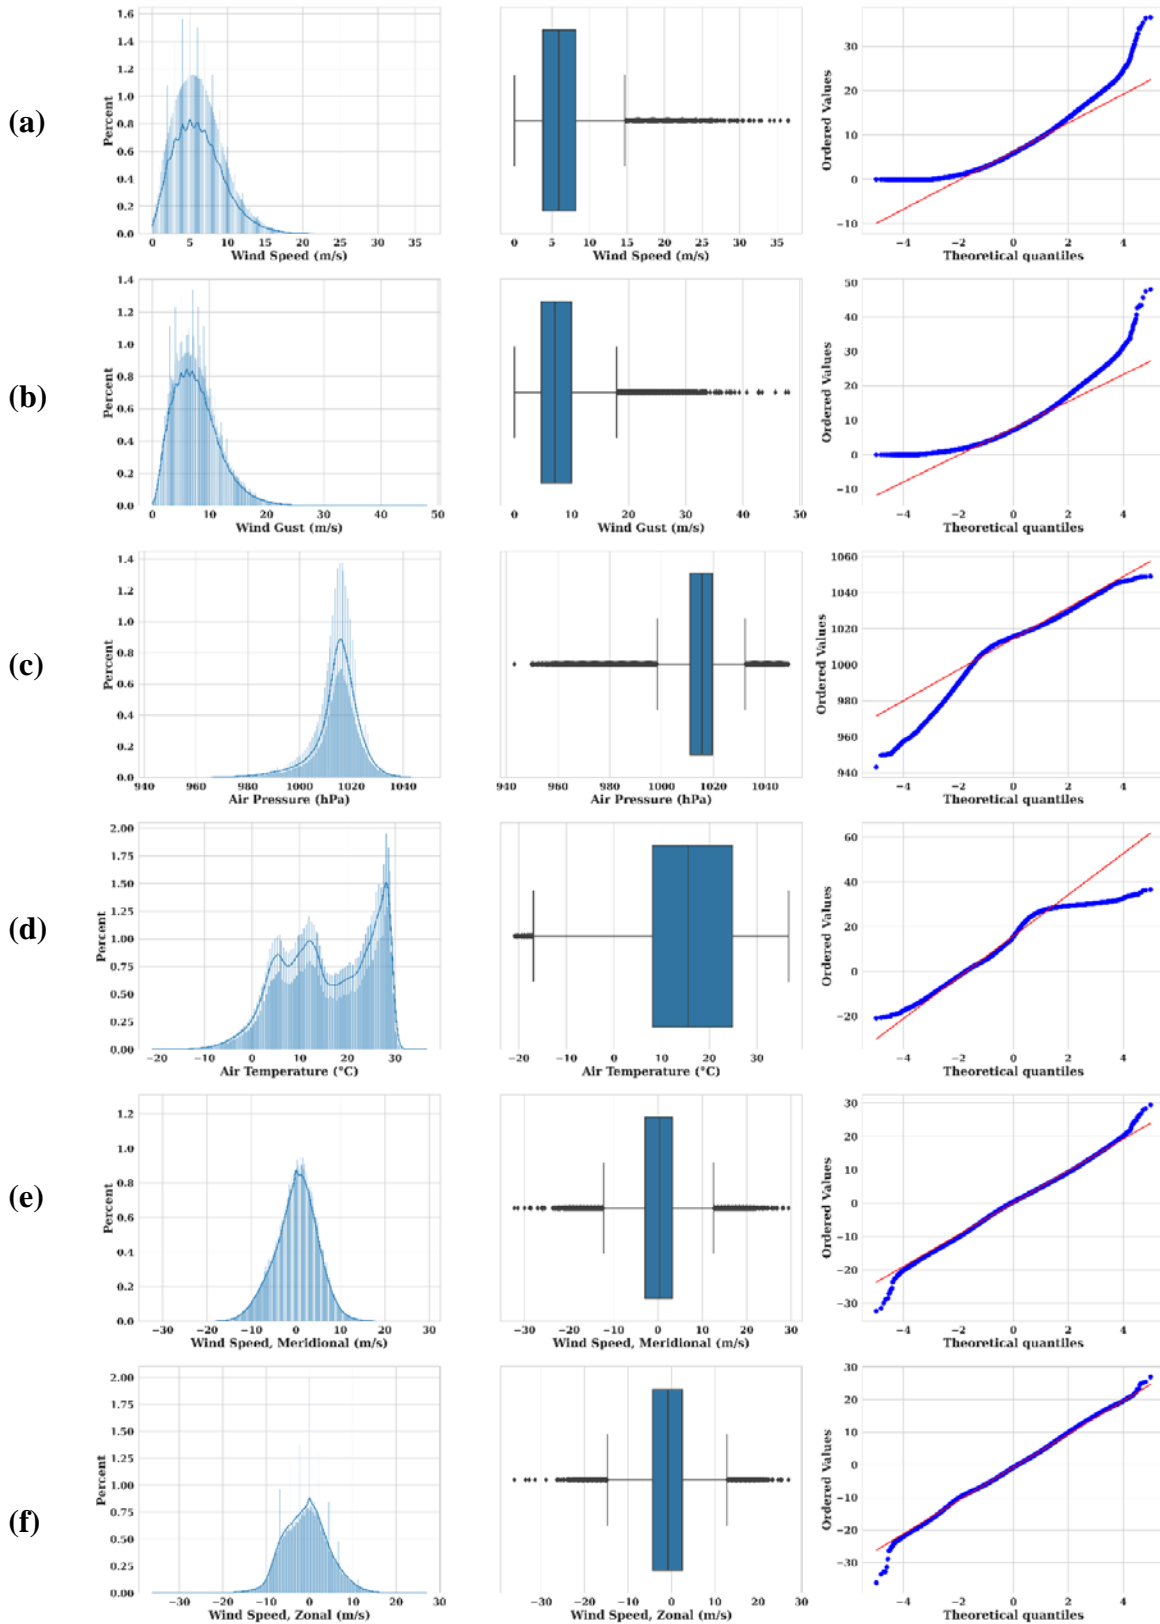 (a)
Percent
1.6
1.4
1.2
1.0
0.8
0.6
0.4
0.2
0.0
0 5 10 15 20 25 30 35
Wind Speed (m/s)
0 5 10 15 20 25 30 35
Wind Speed (m/s)
Ordered Values
30
20
10
0
−10
−4 −2 0 2 4
Theoretical quantiles
(b)
Percent
1.4
1.2
1.0
0.8
0.6
0.4
0.2
0.0
0 10 20 30 40 50
Wind Gust (m/s)
0 10 20 30 40 50
Wind Gust (m/s)
Ordered Values
50
40
30
20
10
0
−10
−4 −2 0 2 4
Theoretical quantiles
(c)
Percent
1.4
1.2
1.0
0.8
0.6
0.4
0.2
0.0
940 960 980 1000 1020 1040
Air Pressure (hPa)
940 960 980 1000 1020 1040
Air Pressure (hPa)
Ordered Values
1060
1040
1020
1000
980
960
940
−4 −2 0 2 4
Theoretical quantiles
(d)
Percent
2.00
1.75
1.50
1.25
1.00
0.75
0.50
0.25
0.00
−20 −10 0 10 20 30
Air Temperature (°C)
−20 −10 0 10 20 30
Air Temperature (°C)
Ordered Values
60
40
20
0
−20
−4 −2 0 2 4
Theoretical quantiles
(e)
Percent
1.2
1.0
0.8
0.6
0.4
0.2
0.0
−30 −20 −10 0 10 20 30
Wind Speed, Meridional (m/s)
−30 −20 −10 0 10 20 30
Wind Speed, Meridional (m/s)
Ordered Values
30
20
10
0
−10
−20
−30
−4 −2 0 2 4
Theoretical quantiles
(f)
Percent
2.00
1.75
1.50
1.25
1.00
0.75
0.50
0.25
0.00
−30 −20 −10 0 10 20 30
Wind Speed, Zonal (m/s)
−30 −20 −10 0 10 20 30
Wind Speed, Zonal (m/s)
Ordered Values
30
20
10
0
−10
−20
−30
−4 −2 0 2 4
Theoretical quantiles